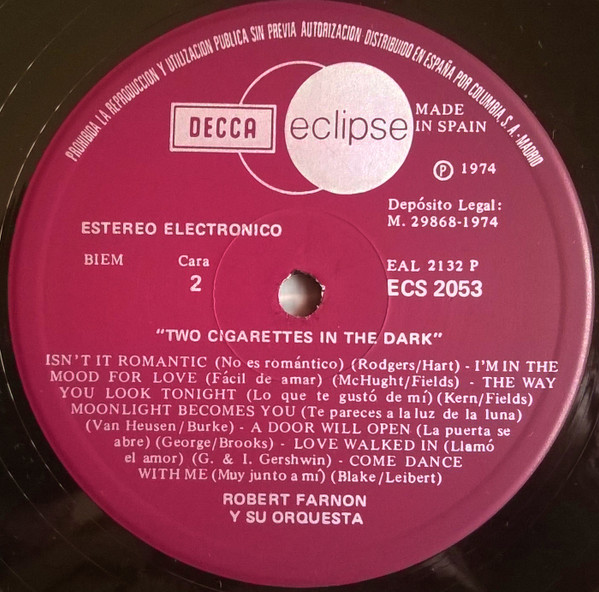 PROHIBIDA LA REPRODUCCION Y UTILIZACION PUBLICA SIN PREVIA AUTORIZACION DISTRIBUIDO EN ESPAÑA POR COLUMBIA, S. A.-MADRID
DECCA eclipse
MADE
IN SPAIN
Ⓟ 1974
Depósito Legal:
M. 29868-1974
ESTEREO ELECTRONICO
BIEM
Cara
2
EAL 2132 P
ECS 2053
"TWO CIGARETTES IN THE DARK"
ISN'T IT ROMANTIC (No es romántico) (Rodgers/Hart) - I'M IN THE
MOOD FOR LOVE (Fácil de amar) (McHught/Fields) - THE WAY
YOU LOOK TONIGHT (Lo que te gustó de mí) (Kern/Fields)
MOONLIGHT BECOMES YOU (Te pareces a la luz de la luna)
(Van Heusen/Burke) - A DOOR WILL OPEN (La puerta se
abre) (George/Brooks) - LOVE WALKED IN (Llamó
el amor) (G. & I. Gershwin) - COME DANCE
WITH ME (Muy junto a mí) (Blake/Leibert)
ROBERT FARNON
Y SU ORQUESTA